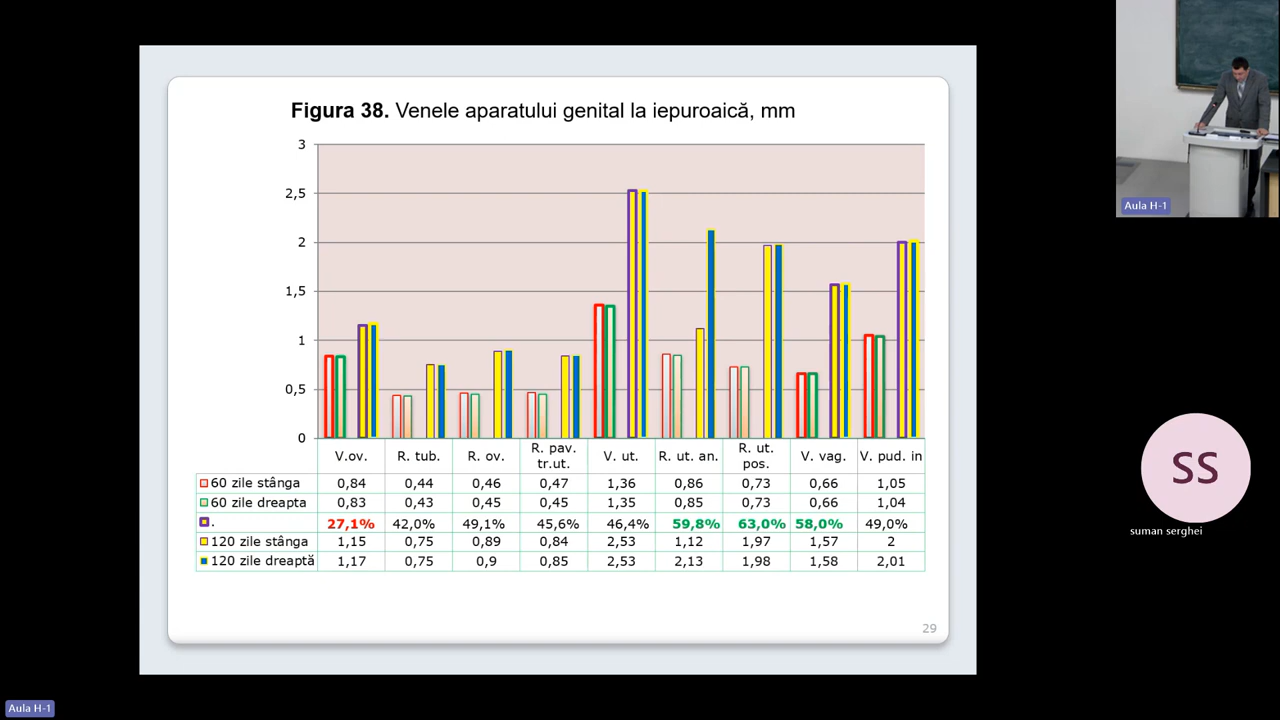 Figura 38. Venele aparatului genital la iepuroaică, mm
3
2,5
2
1,5
1
0,5
0
V.ov. R. tub. R. ov. R. pav. tr.ut. V. ut. R. ut. an. R. ut. pos. V. vag. V. pud. in
60 zile stânga 0,84 0,44 0,46 0,47 1,36 0,86 0,73 0,66 1,05
60 zile dreapta 0,83 0,43 0,45 0,45 1,35 0,85 0,73 0,66 1,04
. 27,1% 42,0% 49,1% 45,6% 46,4% 59,8% 63,0% 58,0% 49,0%
120 zile stânga 1,15 0,75 0,89 0,84 2,53 1,12 1,97 1,57 2
120 zile dreaptă 1,17 0,75 0,9 0,85 2,53 2,13 1,98 1,58 2,01
29
Aula H-1
SS
suman serghei
Aula H-1